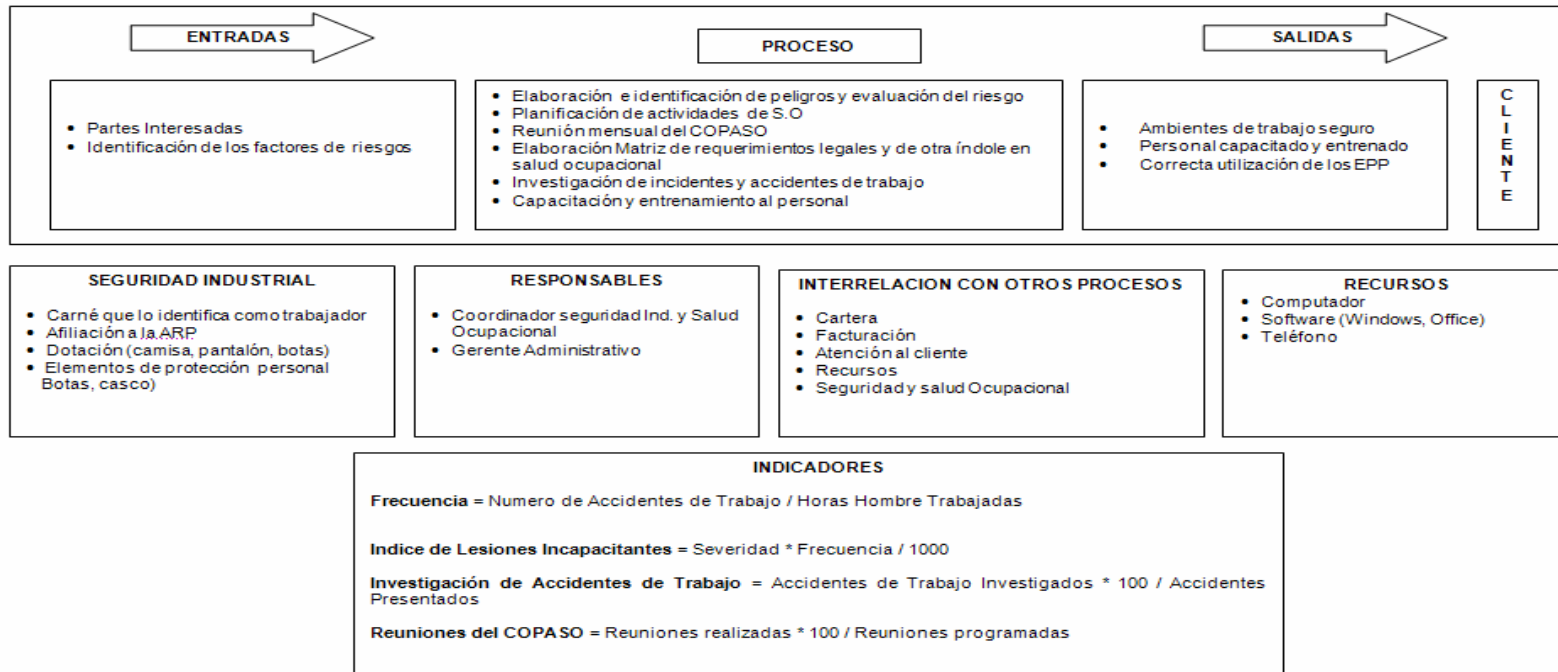 ENTRADAS
PROCESO
SALIDAS
• Partes Interesadas
• Identificación de los factores de riesgos
• Elaboración e identificación de peligros y evaluación del riesgo
• Planificación de actividades de S.O
• Reunión mensual del COPASO
• Elaboración Matriz de requerimientos legales y de otra índole en
salud ocupacional
• Investigación de incidentes y accidentes de trabajo
• Capacitación y entrenamiento al personal
• Ambientes de trabajo seguro
• Personal capacitado y entrenado
• Correcta utilización de los EPP
CLIENTE
SEGURIDAD INDUSTRIAL
• Carné que lo identifica como trabajador
• Afiliación a la ARP
• Dotación (camisa, pantalón, botas)
• Elementos de protección personal
Botas, casco)
RESPONSABLES
• Coordinador seguridad Ind. y Salud
Ocupacional
• Gerente Administrativo
INTERRELACION CON OTROS PROCESOS
• Cartera
• Facturación
• Atención al cliente
• Recursos
• Seguridad y salud Ocupacional
RECURSOS
• Computador
• Software (Windows, Office)
• Teléfono
INDICADORES
Frecuencia = Numero de Accidentes de Trabajo / Horas Hombre Trabajadas
Indice de Lesiones Incapacitantes = Severidad * Frecuencia / 1000
Investigación de Accidentes de Trabajo = Accidentes de Trabajo Investigados * 100 / Accidentes
Presentados
Reuniones del COPASO = Reuniones realizadas * 100 / Reuniones programadas